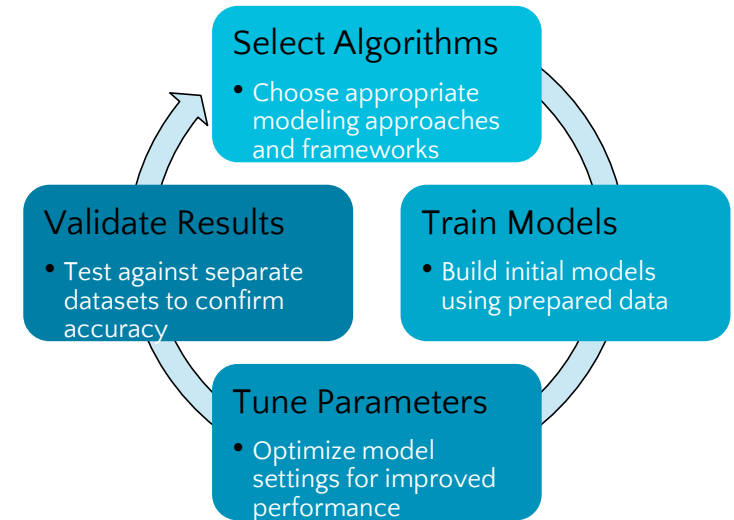 Select Algorithms
• Choose appropriate
modeling approaches
and frameworks
Train Models
• Build initial models
using prepared data
Tune Parameters
• Optimize model
settings for improved
performance
Validate Results
• Test against separate
datasets to confirm
accuracy